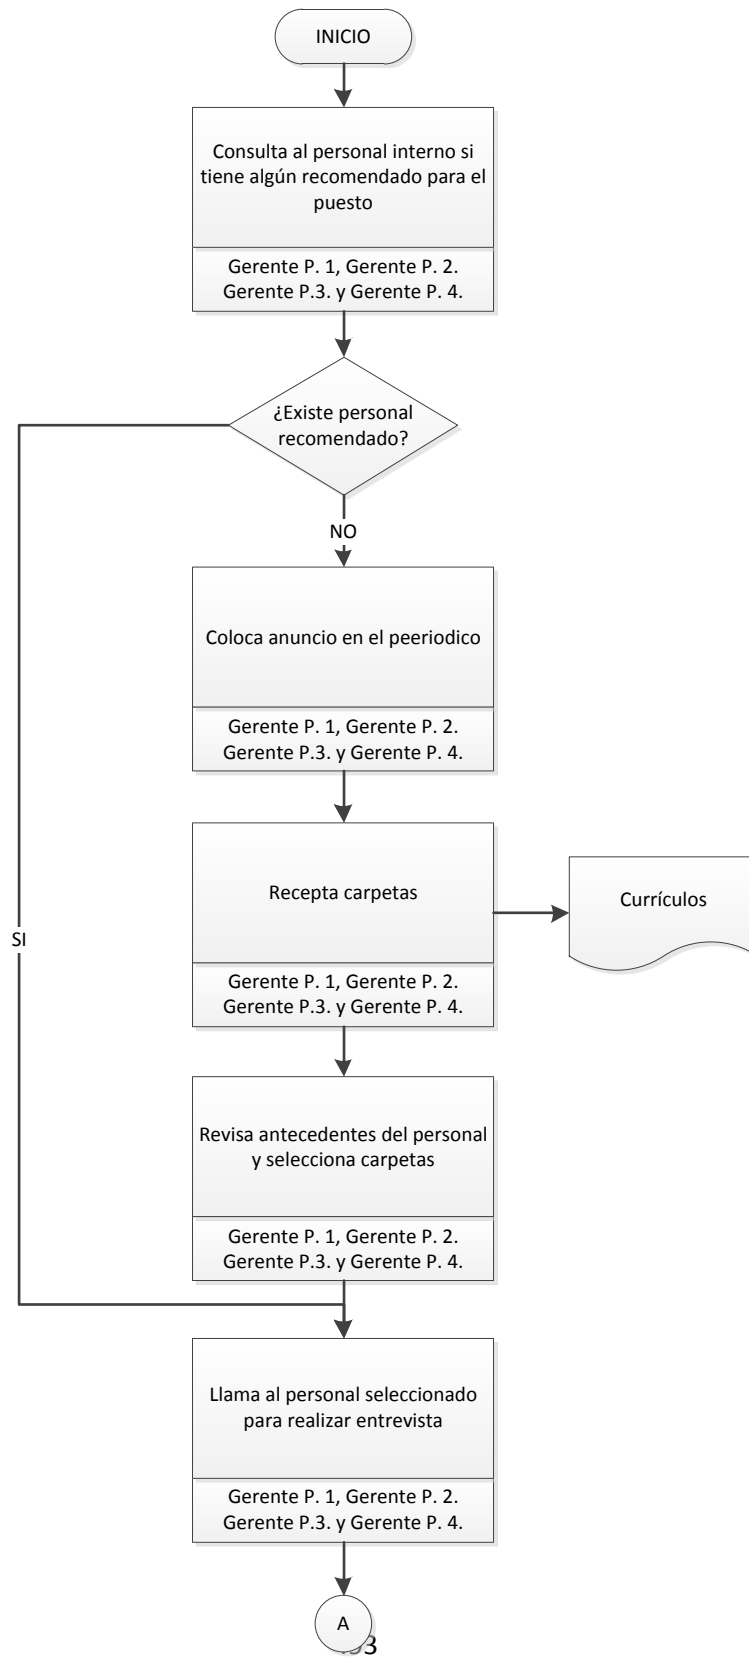 INICIO
Consulta al personal interno si
tiene algún recomendado para el
puesto
Gerente P. 1, Gerente P. 2.
Gerente P.3. y Gerente P. 4.
¿Existe personal
recomendado?
NO
Coloca anuncio en el peeriodico
Gerente P. 1, Gerente P. 2.
Gerente P.3. y Gerente P. 4.
Recepta carpetas
Currículos
Gerente P. 1, Gerente P. 2.
Gerente P.3. y Gerente P. 4.
SI
Revisa antecedentes del personal
y selecciona carpetas
Gerente P. 1, Gerente P. 2.
Gerente P.3. y Gerente P. 4.
Llama al personal seleccionado
para realizar entrevista
Gerente P. 1, Gerente P. 2.
Gerente P.3. y Gerente P. 4.
A